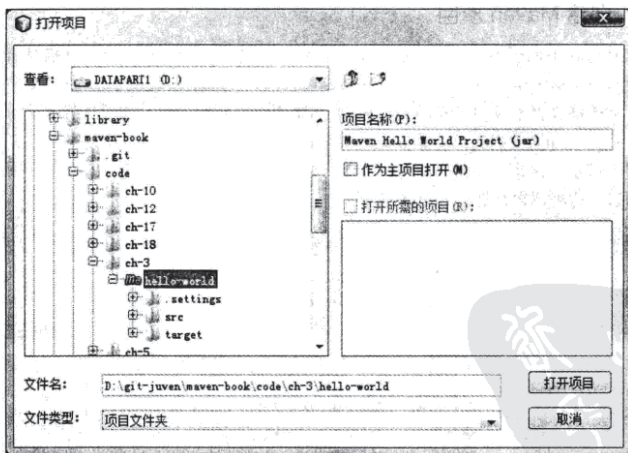 打开项目
查看:
DATAPART1 (D:)
library
maven-book
.git
code
ch-10
ch-12
ch-17
ch-18
ch-3
hello-world
.settings
src
target
ch-5
项目名称(P):
Maven Hello World Project (jar)
作为主项目打开(M)
打开所需的项目(R):
文件名:
D:\git-juven\maven-book\code\ch-3\hello-world
打开项目
文件类型:
项目文件夹
取消